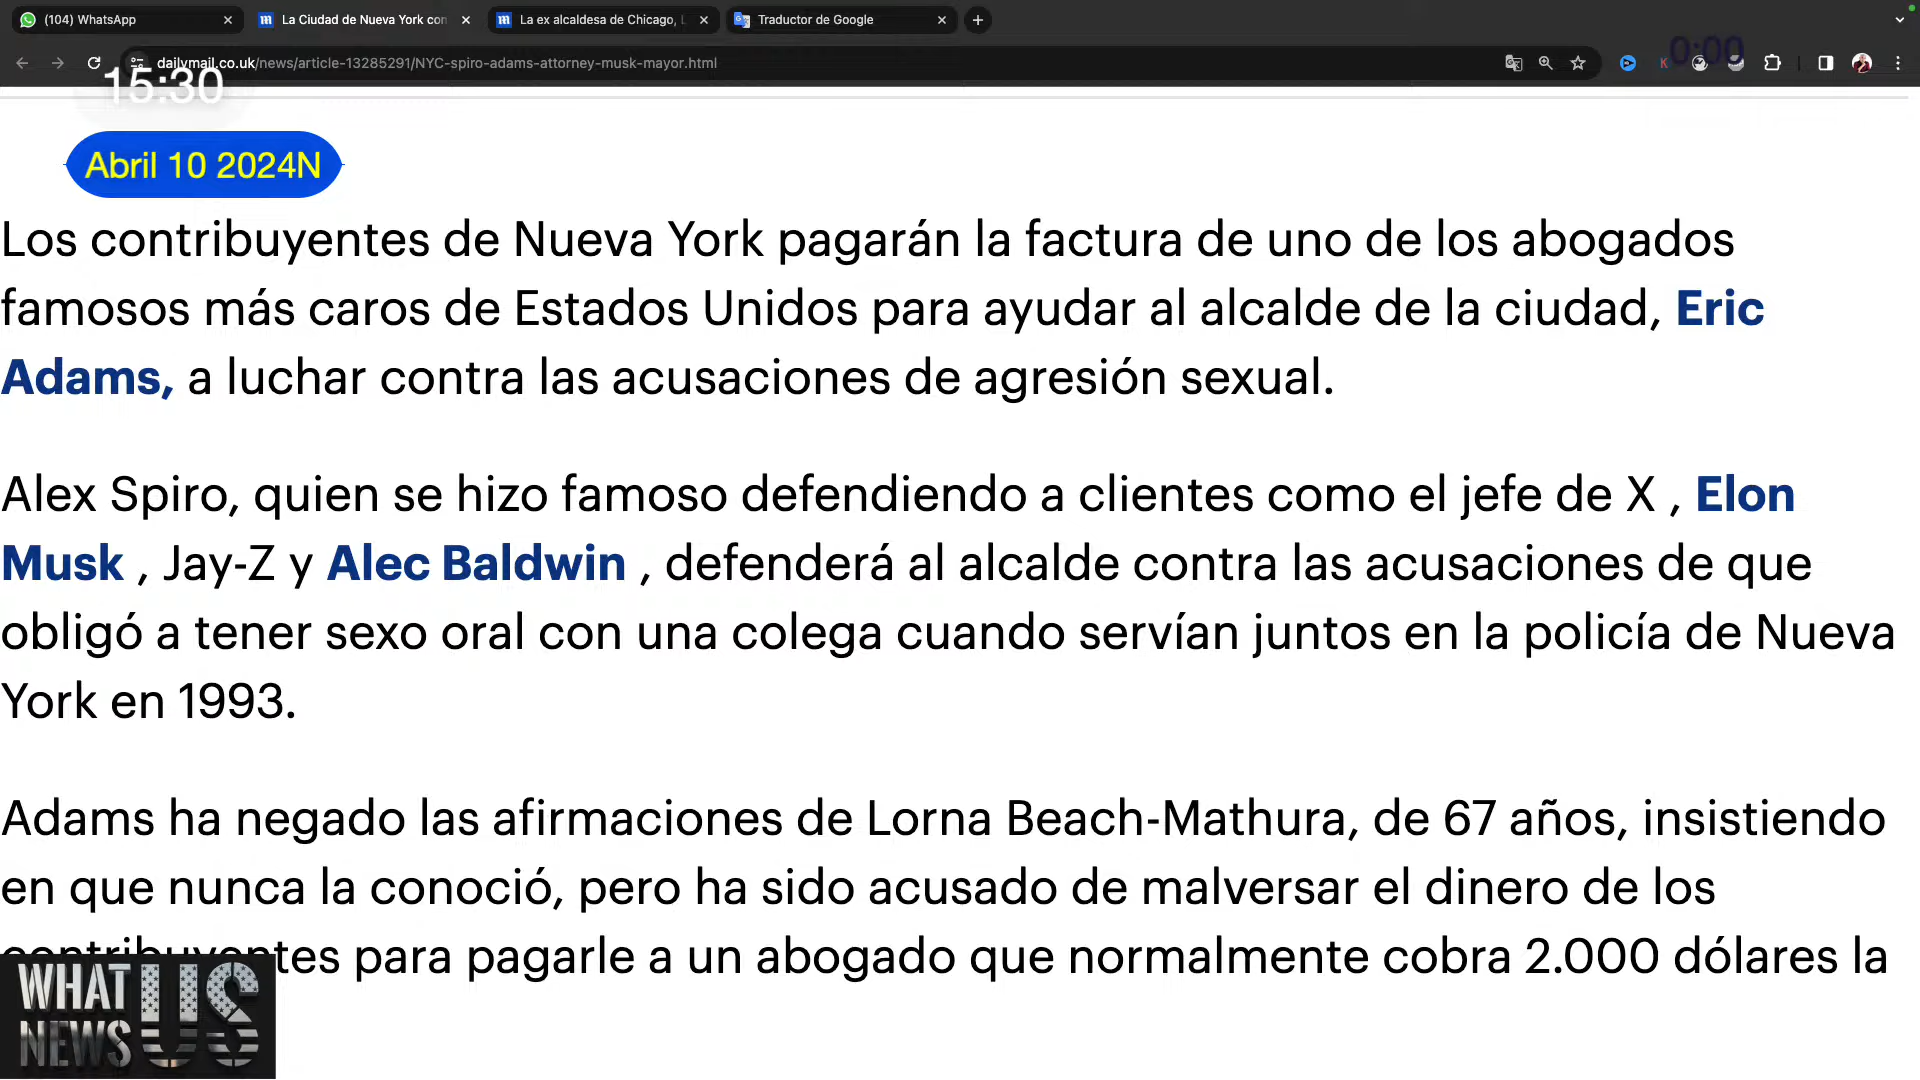 (104) WhatsApp
La Ciudad de Nueva York con
La ex alcaldesa de Chicago, L
Traductor de Google
dailymail.co.uk/news/article-13285291/NYC-spiro-adams-attorney-musk-mayor.html
0:00
15:30
Abril 10 2024N
Los contribuyentes de Nueva York pagarán la factura de uno de los abogados
famosos más caros de Estados Unidos para ayudar al alcalde de la ciudad, Eric
Adams, a luchar contra las acusaciones de agresión sexual.
Alex Spiro, quien se hizo famoso defendiendo a clientes como el jefe de X , Elon
Musk , Jay-Z y Alec Baldwin , defenderá al alcalde contra las acusaciones de que
obligó a tener sexo oral con una colega cuando servían juntos en la policía de Nueva
York en 1993.
Adams ha negado las afirmaciones de Lorna Beach-Mathura, de 67 años, insistiendo
en que nunca la conoció, pero ha sido acusado de malversar el dinero de los
contribuyentes para pagarle a un abogado que normalmente cobra 2.000 dólares la
WHAT US
NEWS